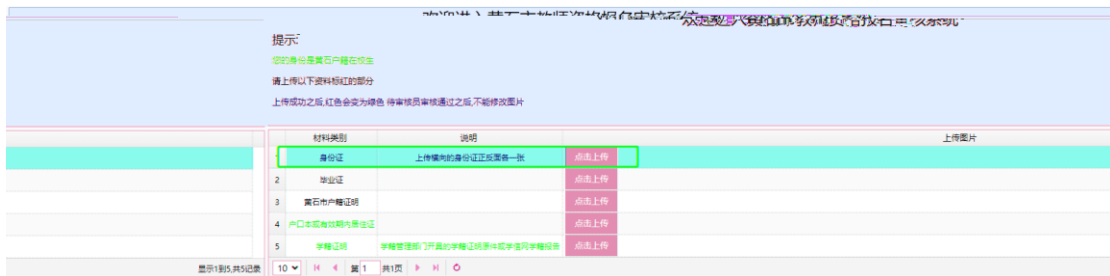 提示:
您的身份是黄石户籍在校生
请上传以下资料标红的部分
上传成功之后,红色会变为绿色 待审核员审核通过之后,不能修改图片
材料类别 说明 上传图片
身份证 上传横向的身份证正反面各一张 点击上传
2 毕业证 点击上传
3 黄石市户籍证明 点击上传
4 户口本或有效期内居住证 点击上传
5 学籍证明 学籍管理部门开具的学籍证明原件或学信网学籍报告 点击上传
显示1到5,共5记录 10 第 1 共1页